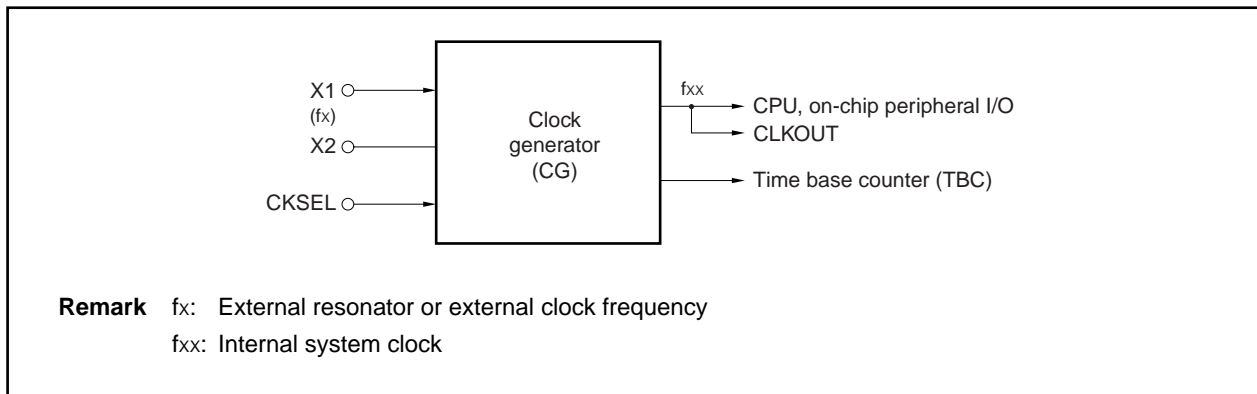 X1
(fx)
X2
CKSEL
Clock
generator
(CG)
fxx
CPU, on-chip peripheral I/O
CLKOUT
Time base counter (TBC)
Remark fx: External resonator or external clock frequency
fxx: Internal system clock